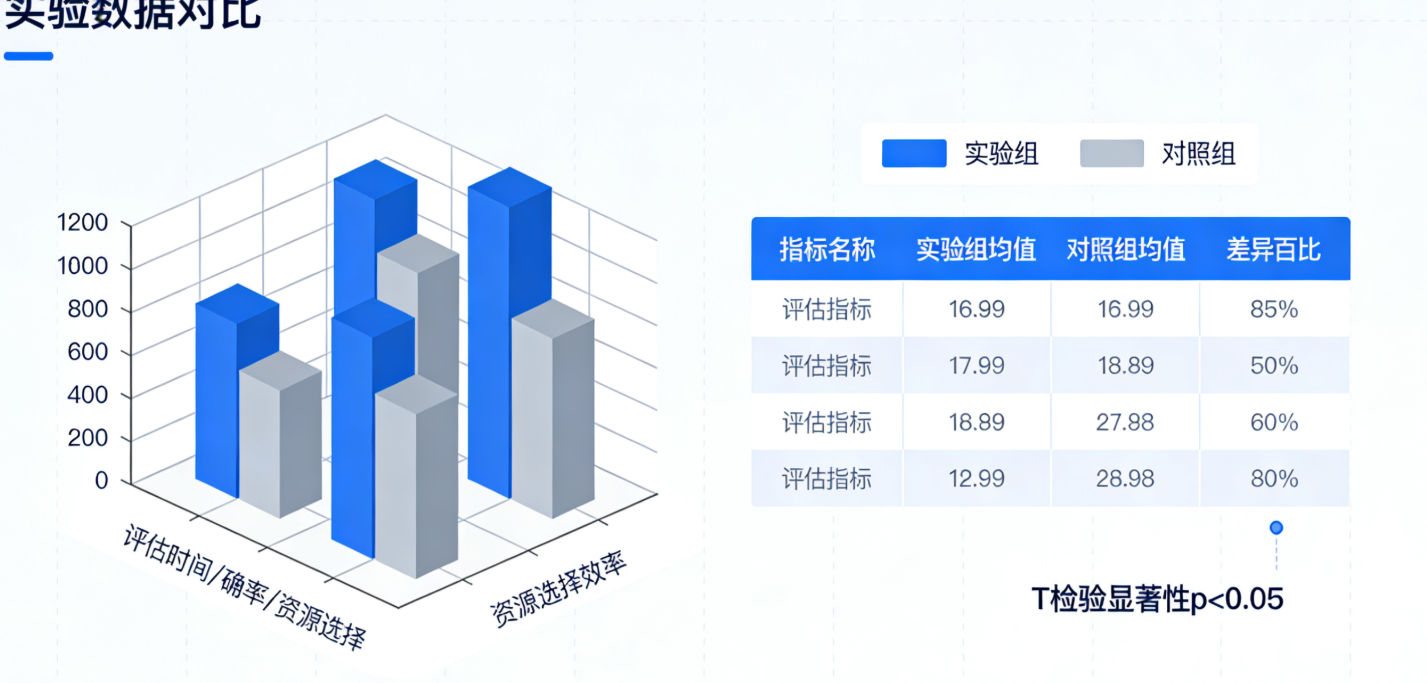 实验数据对比
1200
1000
800
600
400
200
0
评估时间/确率/资源选择
资源选择效率
实验组 对照组
指标名称 实验组均值 对照组均值 差异百比
评估指标 16.99 16.99 85%
评估指标 17.99 18.89 50%
评估指标 18.89 27.98 60%
评估指标 12.99 28.98 80%
T检验显著性p<0.05